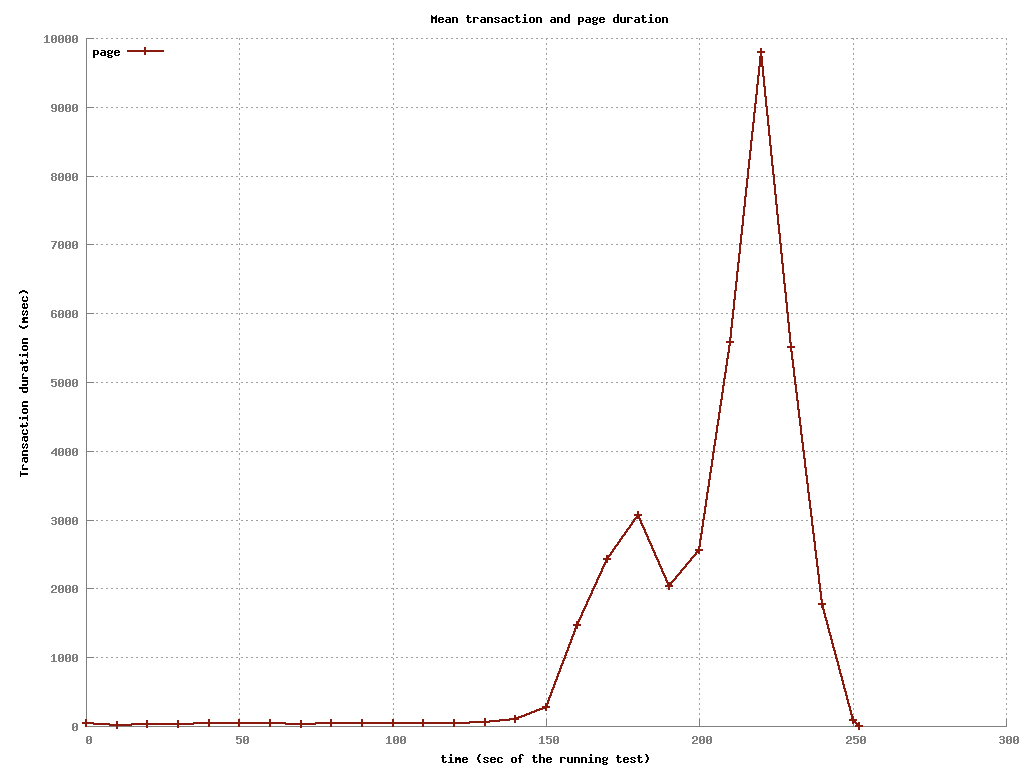 Mean transaction and page duration
10000
page
9000
8000
7000
6000
5000
4000
3000
2000
1000
0
Transaction duration (msec)
0 50 100 150 200 250 300
time (sec of the running test)